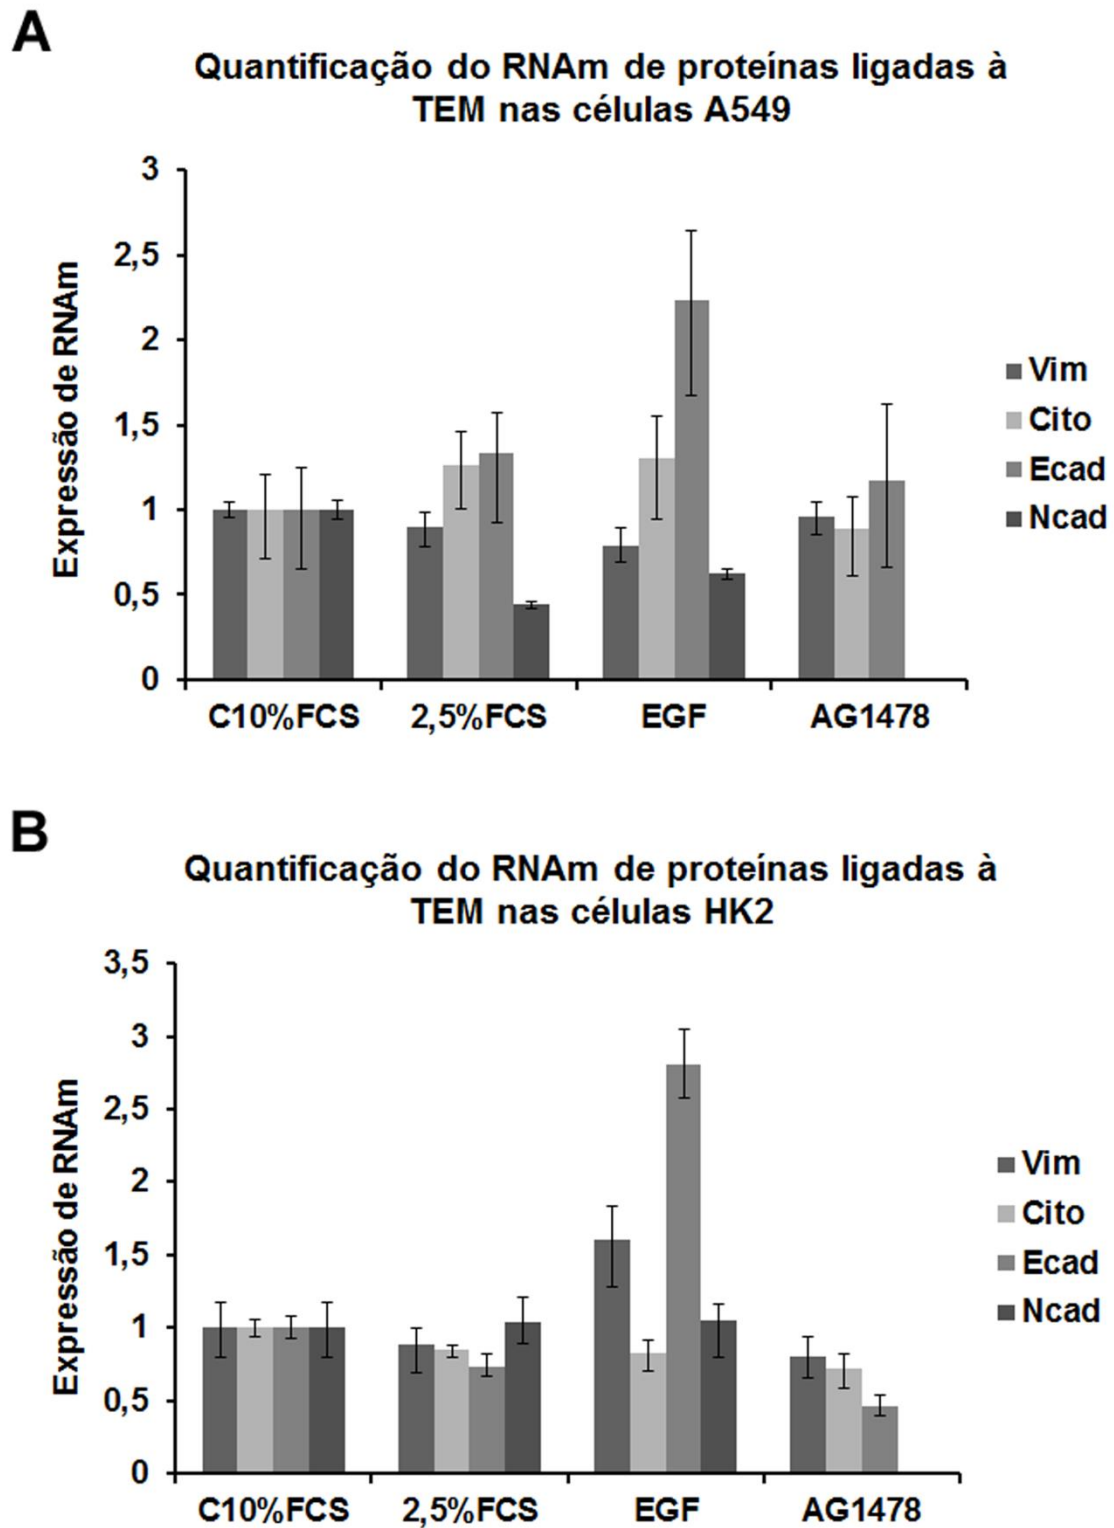 A
Quantificação do RNAm de proteínas ligadas à
TEM nas células A549
Expressão de RNAm
3
2,5
2
1,5
1
0,5
0
C10%FCS 2,5%FCS EGF AG1478
Vim
Cito
Ecad
Ncad
B
Quantificação do RNAm de proteínas ligadas à
TEM nas células HK2
Expressão de RNAm
3,5
3
2,5
2
1,5
1
0,5
0
C10%FCS 2,5%FCS EGF AG1478
Vim
Cito
Ecad
Ncad